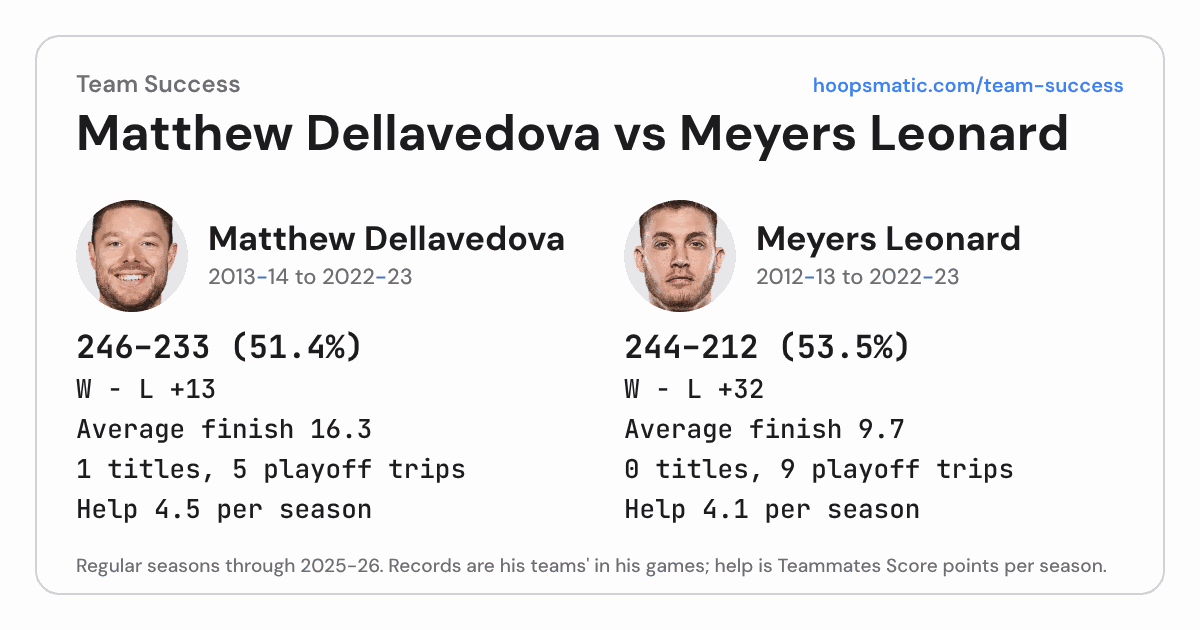 Team Success
hoopsmatic.com/team-success
Matthew Dellavedova vs Meyers Leonard
Matthew Dellavedova
2013-14 to 2022-23
246-233 (51.4%)
W - L +13
Average finish 16.3
1 titles, 5 playoff trips
Help 4.5 per season
Meyers Leonard
2012-13 to 2022-23
244-212 (53.5%)
W - L +32
Average finish 9.7
0 titles, 9 playoff trips
Help 4.1 per season
Regular seasons through 2025-26. Records are his teams' in his games; help is Teammates Score points per season.